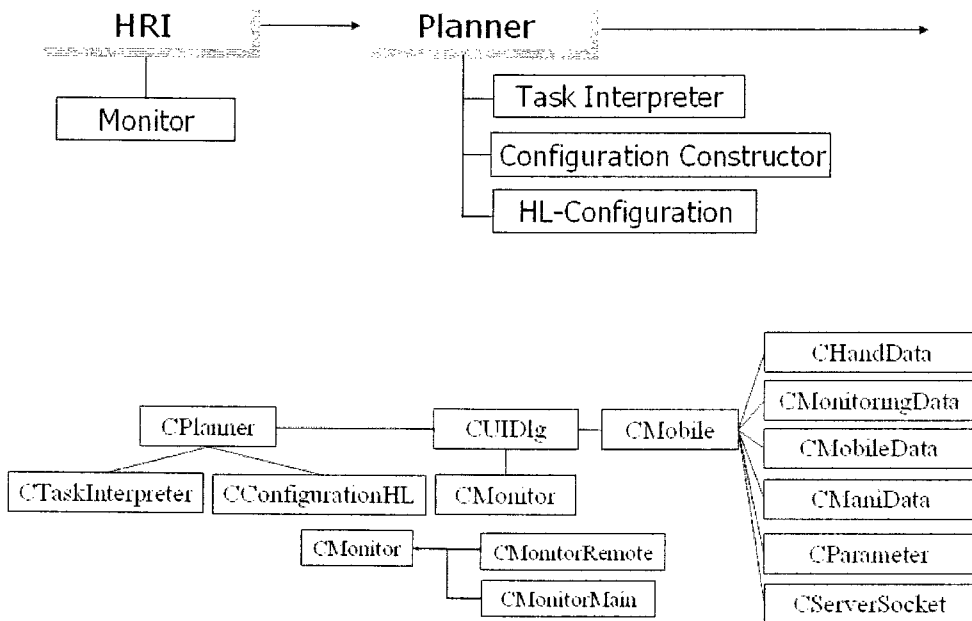 HRI
Planner
Monitor
Task Interpreter
Configuration Constructor
HL-Configuration
CHandData
CMonitoringData
CPlanner
CUIDlg
CMobile
CMobileData
CTaskInterpreter
CConfigurationHL
CMonitor
CManiData
CMonitor
CMonitorRemote
CParameter
CMonitorMain
CServerSocket